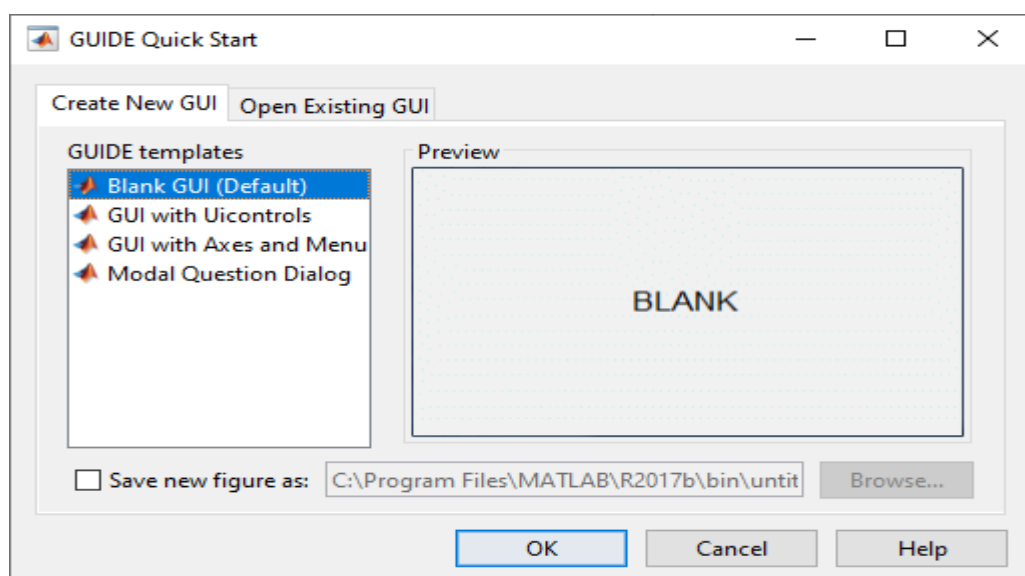 GUIDE Quick Start
Create New GUI
Open Existing GUI
GUIDE templates
Blank GUI (Default)
GUI with Uicontrols
GUI with Axes and Menu
Modal Question Dialog
Preview
BLANK
Save new figure as:
C:\Program Files\MATLAB\R2017b\bin\untit
Browse...
OK
Cancel
Help